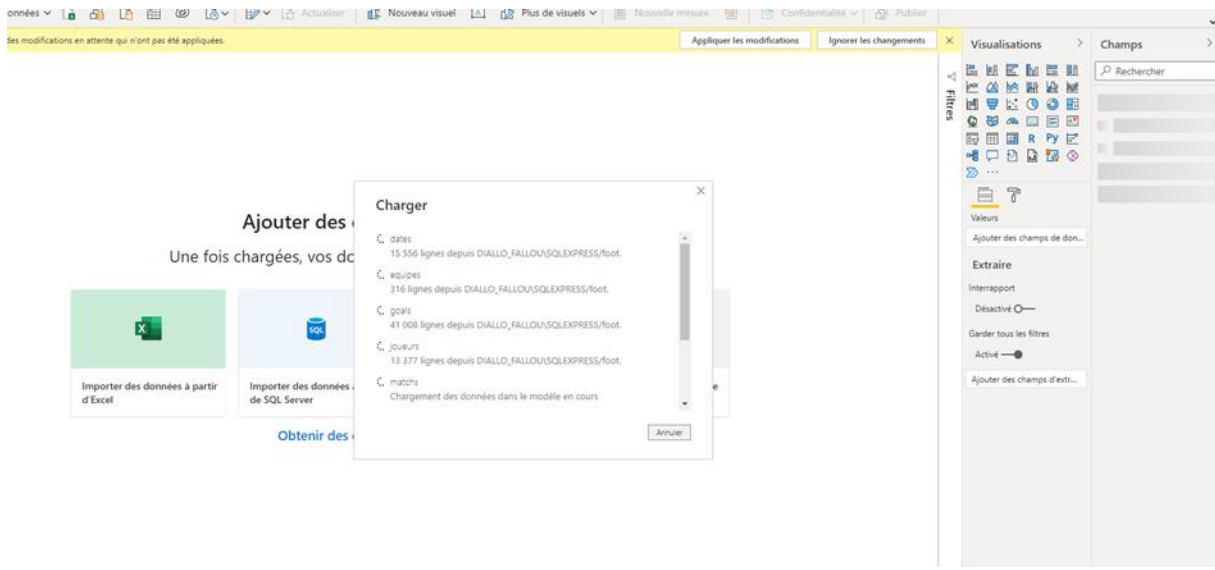 onnées
Actualiser
Nouveau visuel
Plus de visuels
Nouvelle mesure
Confidentialité
Publier
des modifications en attente qui n'ont pas été appliquées.
Appliquer les modifications
Ignorer les changements
Filtres
Visualisations
R
Py
Valeurs
Ajouter des champs de don...
Extraire
Interrapport
Désactivé
Garder tous les filtres
Activé
Ajouter des champs d'extr...
Champs
Rechercher
Ajouter des
Une fois chargées, vos do
Importer des données à partir
d'Excel
SQL
Importer des données
de SQL Server
Obtenir des
Charger
dates
15 556 lignes depuis DIALLO_FALLOU\SQLEXPRESS/foot.
equipes
316 lignes depuis DIALLO_FALLOU\SQLEXPRESS/foot.
goals
41 008 lignes depuis DIALLO_FALLOU\SQLEXPRESS/foot.
joueurs
13 377 lignes depuis DIALLO_FALLOU\SQLEXPRESS/foot.
matchs
Chargement des données dans le modèle en cours
Annuler
e